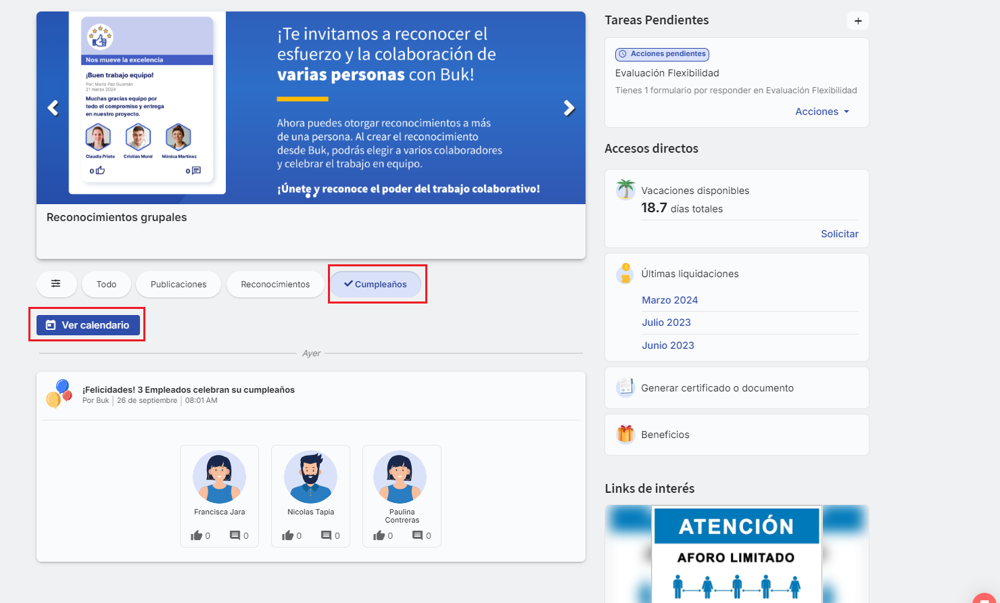 Nos mueve la excelencia
¡Buen trabajo equipo!
Por: María Paz Guzmán
21 marzo 2024
Muchas gracias equipo por
todo el compromiso y entrega
en nuestro proyecto.
Claudia Prieto
Cristián Morel
Mónica Martínez
0
0
¡Te invitamos a reconocer el
esfuerzo y la colaboración de
varias personas con Buk!
Ahora puedes otorgar reconocimientos a más
de una persona. Al crear el reconocimiento
desde Buk, podrás elegir a varios colaboradores
y celebrar el trabajo en equipo.
¡Únete y reconoce el poder del trabajo colaborativo!
Reconocimientos grupales
Todo
Publicaciones
Reconocimientos
Cumpleaños
Ver calendario
Ayer
¡Felicidades! 3 Empleados celebran su cumpleaños
Por Buk | 26 de septiembre | 08:01 AM
Francisca Jara
0
0
Nicolas Tapia
0
0
Paulina
Contreras
0
0
Tareas Pendientes
+
Acciones pendientes
Evaluación Flexibilidad
Tienes 1 formulario por responder en Evaluación Flexibilidad
Acciones
Accesos directos
Vacaciones disponibles
18.7 días totales
Solicitar
Últimas liquidaciones
Marzo 2024
Julio 2023
Junio 2023
Generar certificado o documento
Beneficios
Links de interés
ATENCIÓN
AFORO LIMITADO